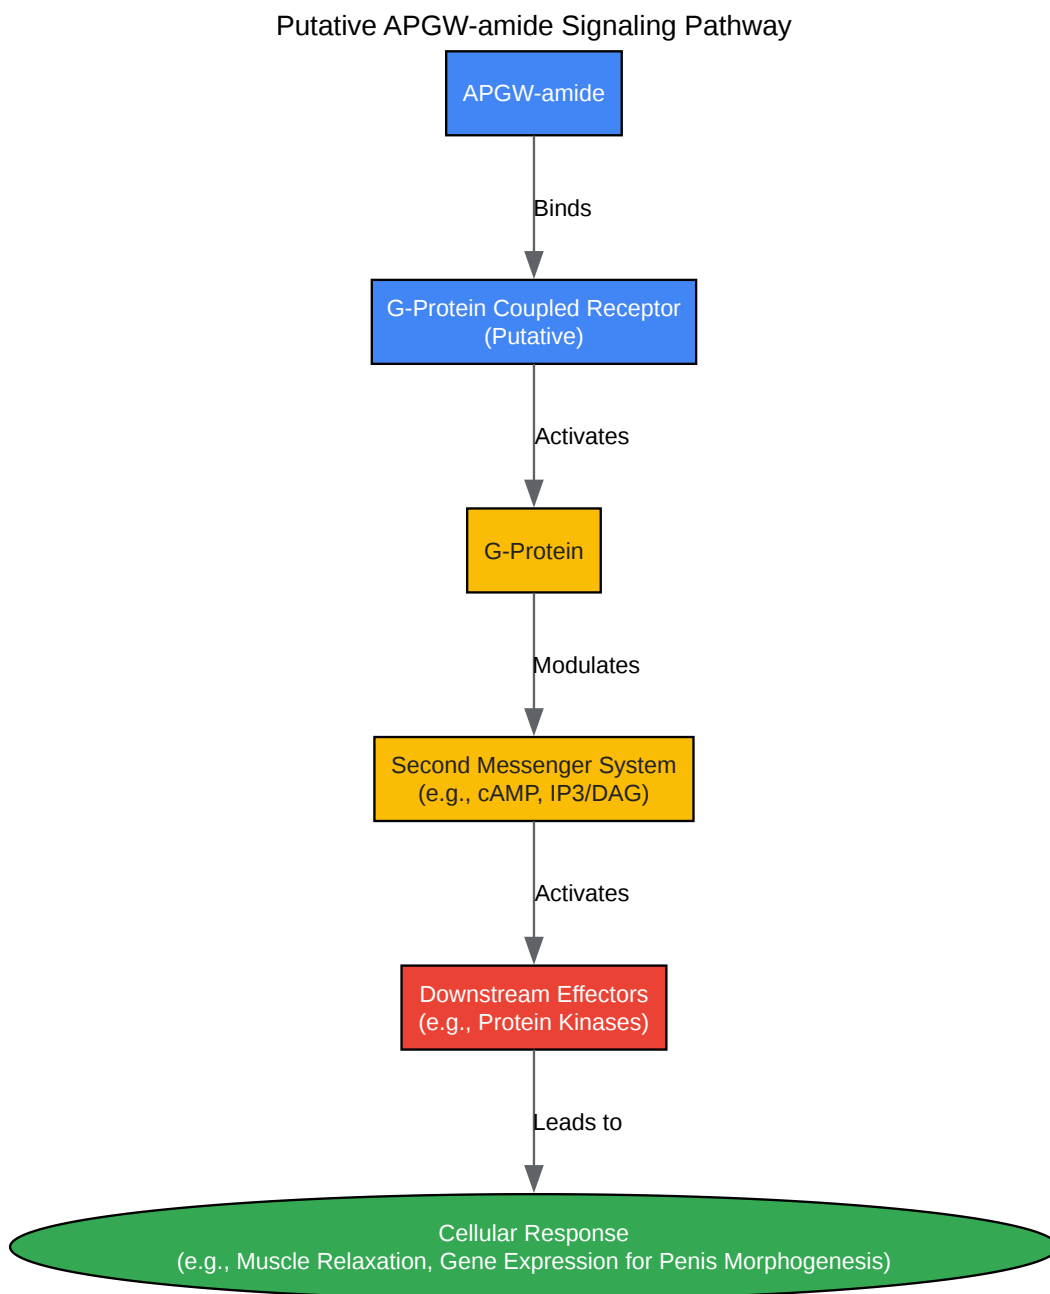 Putative APGW-amide Signaling Pathway
APGW-amide
Binds
G-Protein Coupled Receptor
(Putative)
Activates
G-Protein
Modulates
Second Messenger System
(e.g., cAMP, IP3/DAG)
Activates
Downstream Effectors
(e.g., Protein Kinases)
Leads to
Cellular Response
(e.g., Muscle Relaxation, Gene Expression for Penis Morphogenesis)